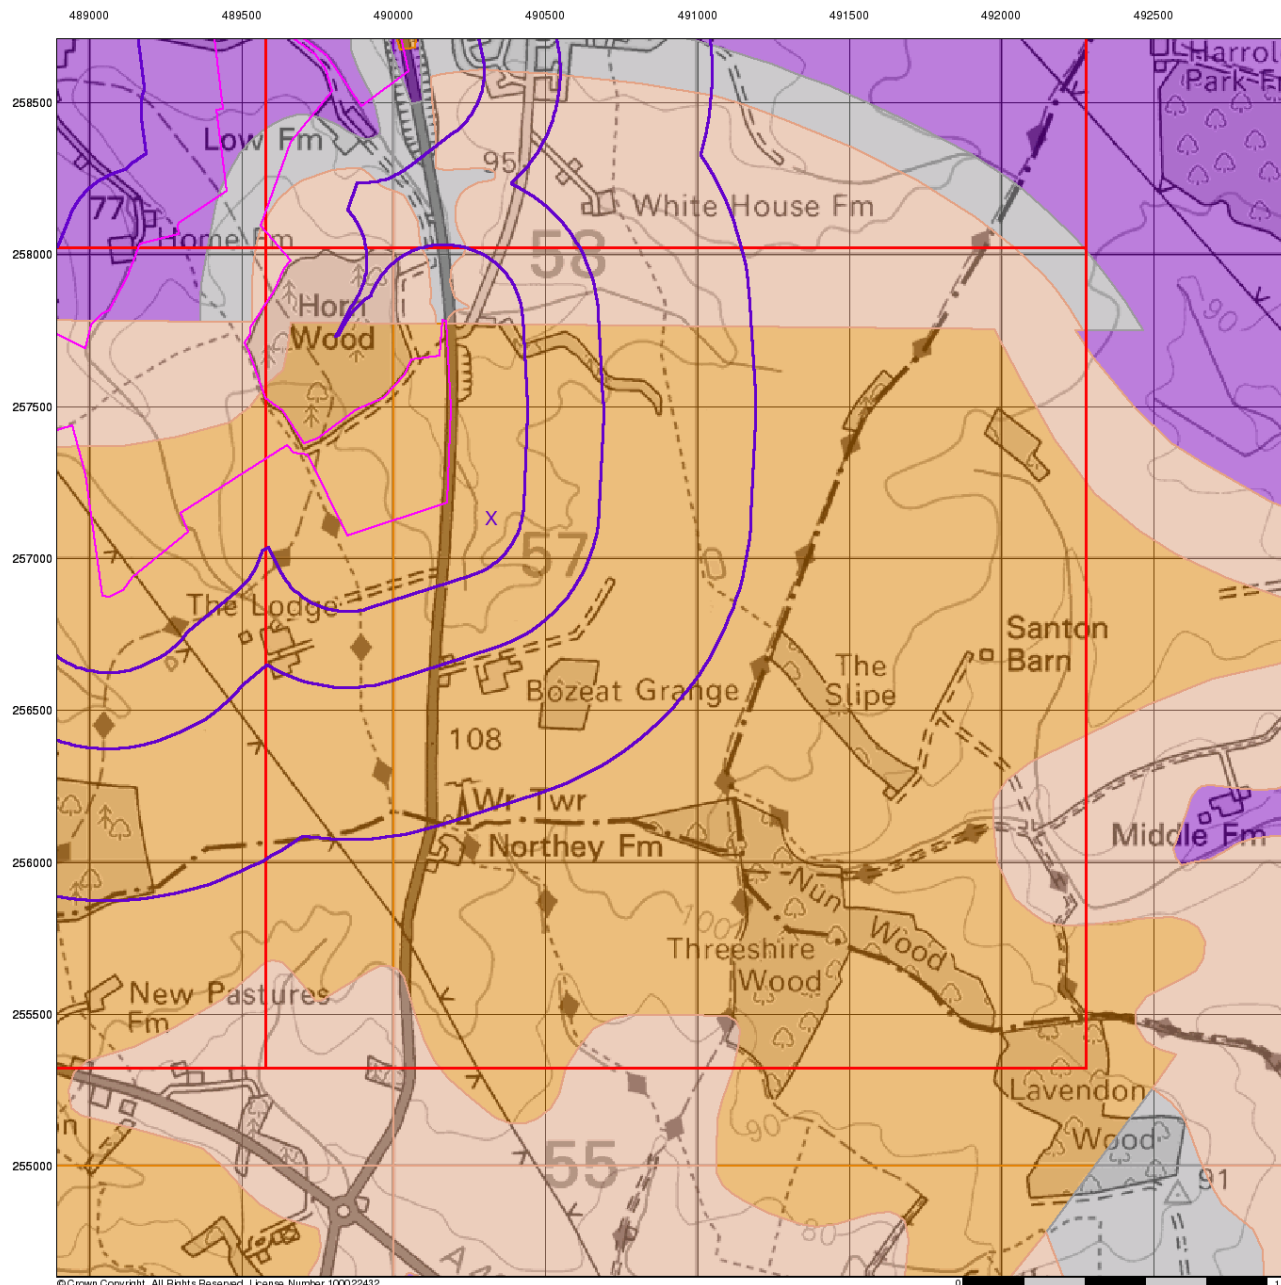 489000 489500 490000 490500 491000 491500 492000 492500
258500
258000
257500
257000
256500
256000
255500
255000
Harrol
Park F
Low Fm
95
77
White House Fm
Home Fm
58
90
Horn
Wood
X
57
The Lodge
Santon
Barn
The
Slipe
Bozeat Grange
108
Wr Twr
Northey Fm
Middle Fm
Nun
Wood
100
Threeshire
Wood
New Pastures
Fm
Lavendon
Wood
n
90
55
91
80
A
© Crown Copyright. All Rights Reserved. License Number 100022432
0